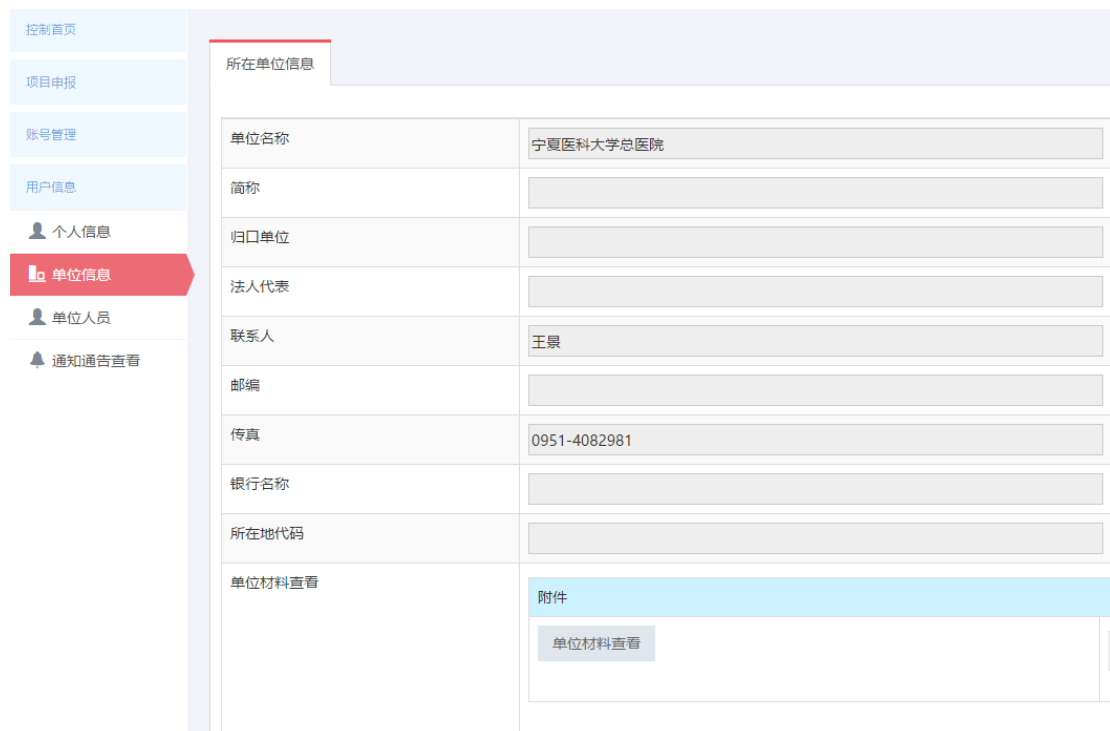 控制首页
项目申报
账号管理
用户信息
个人信息
单位信息
单位人员
通知通告查看
所在单位信息
单位名称 宁夏医科大学总医院
简称
归口单位
法人代表
联系人 王景
邮编
传真 0951-4082981
银行名称
所在地代码
单位材料查看
附件
单位材料查看